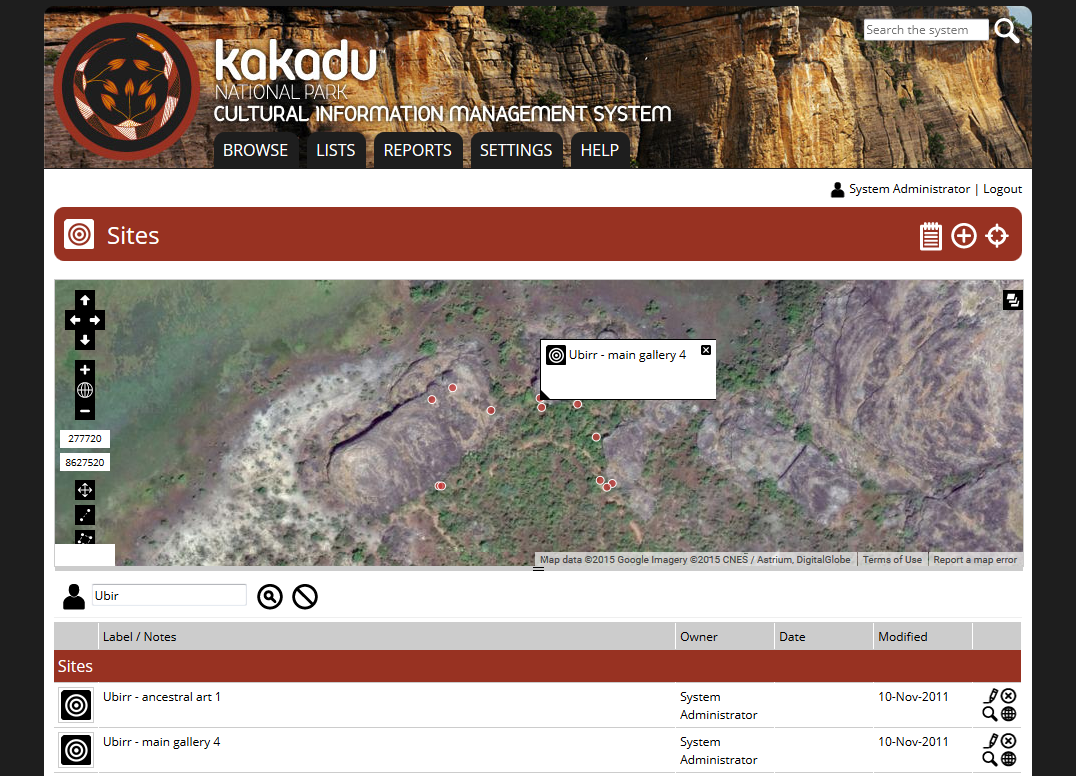 Search the system
kakadu
NATIONAL PARK
CULTURAL INFORMATION MANAGEMENT SYSTEM
BROWSE LISTS REPORTS SETTINGS HELP
System Administrator | Logout
Sites
Ubirr - main gallery 4
277720
8627520
Map data ©2015 Google Imagery ©2015 CNES / Astrium, DigitalGlobe Terms of Use Report a map error
Ubir
Label / Notes Owner Date Modified
Sites
Ubirr - ancestral art 1 System 10-Nov-2011
Administrator
Ubirr - main gallery 4 System 10-Nov-2011
Administrator